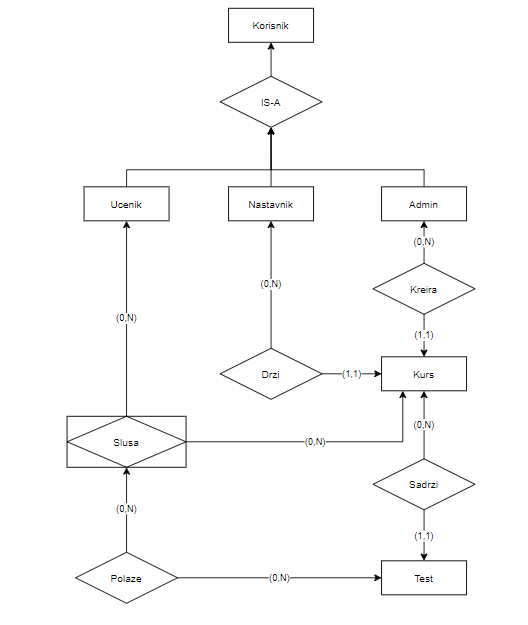 Korisnik
IS-A
Ucenik
Nastavnik
Admin
(0,N)
Kreira
(0,N)
(0,N)
(1,1)
Drzi
(1,1)
Kurs
(0,N)
Slusa
(0,N)
Sadrzi
(0,N)
(1,1)
Polaze
(0,N)
Test